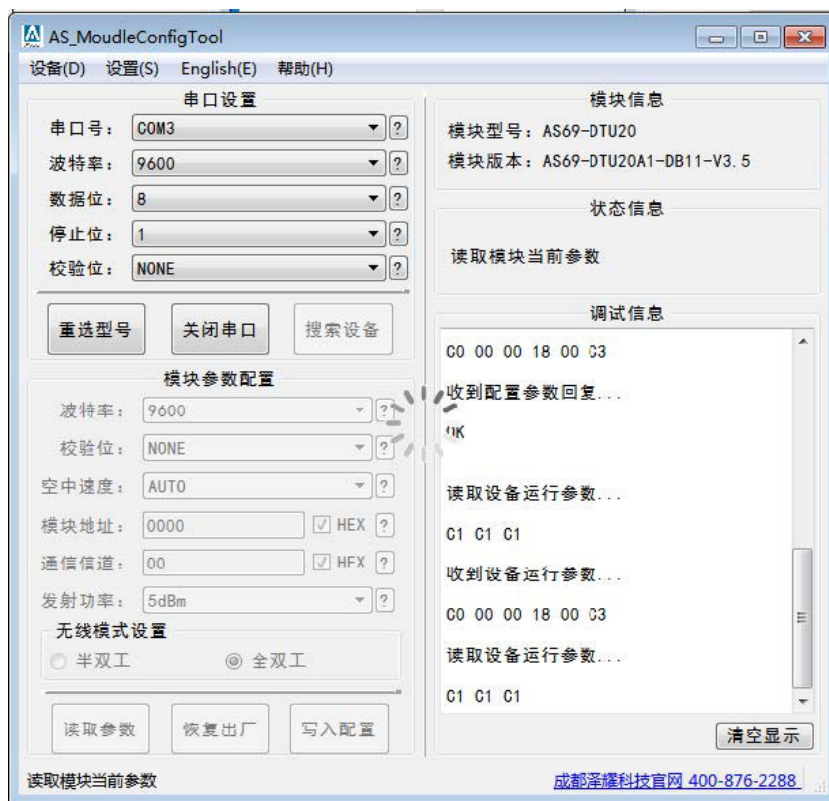 AS_MoudleConfigTool
设备(D) 设置(S) English(E) 帮助(H)
串口设置
串口号: COM3 ?
波特率: 9600 ?
数据位: 8 ?
停止位: 1 ?
校验位: NONE ?
重选型号 关闭串口 搜索设备
模块参数配置
波特率: 9600 ?
校验位: NONE ?
空中速度: AUTO ?
模块地址: 0000 HEX ?
通信信道: 00 HEX ?
发射功率: 5dBm ?
无线模式设置
半双工 全双工
读取参数 恢复出厂 写入配置
模块信息
模块型号: AS69-DTU20
模块版本: AS69-DTU20A1-DB11-V3.5
状态信息
读取模块当前参数
调试信息
C0 00 00 18 00 C3
收到配置参数回复...
OK
读取设备运行参数...
C1 C1 C1
收到设备运行参数...
C0 00 00 18 00 C3
读取设备运行参数...
C1 C1 C1
清空显示
读取模块当前参数
成都泽耀科技官网 400-876-2288